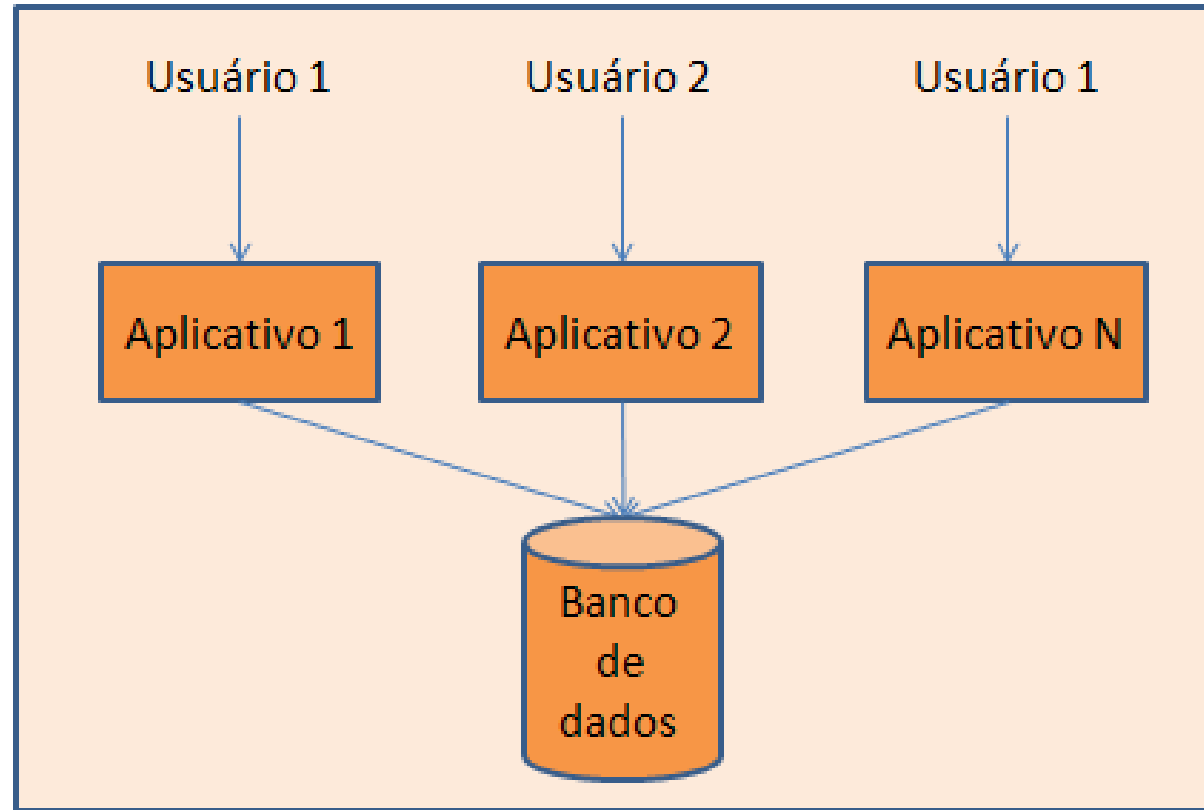 Usuário 1
Usuário 2
Usuário 1
Aplicativo 1
Aplicativo 2
Aplicativo N
Banco
de
dados